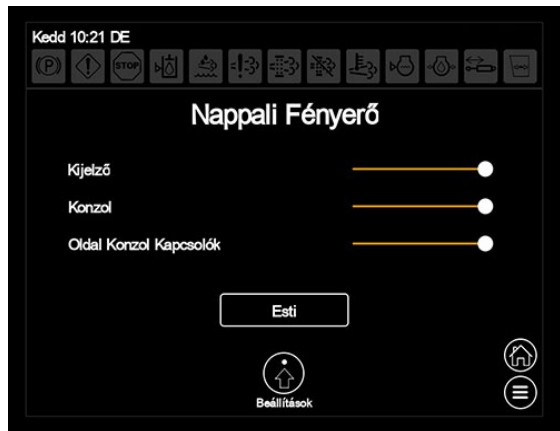 Kedd 10:21 DE
(P) STOP
Nappali Fényerő
Kijelző
Konzol
Oldal Konzol Kapcsolók
Esti
Beállítások